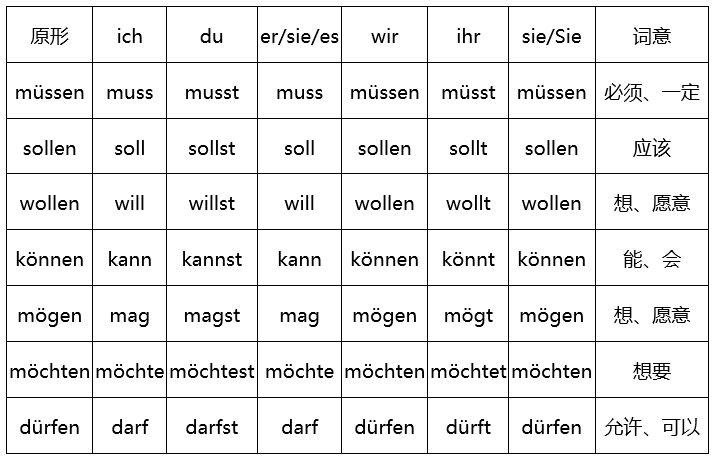 原形 ich du er/sie/es wir ihr sie/Sie 词意
müssen muss musst muss müssen müsst müssen 必须、一定
sollen soll sollst soll sollen sollt sollen 应该
wollen will willst will wollen wollt wollen 想、愿意
können kann kannst kann können könnt können 能、会
mögen mag magst mag mögen mögt mögen 想、愿意
möchten möchte möchtest möchte möchten möchtet möchten 想要
dürfen darf darfst darf dürfen dürft dürfen 允许、可以